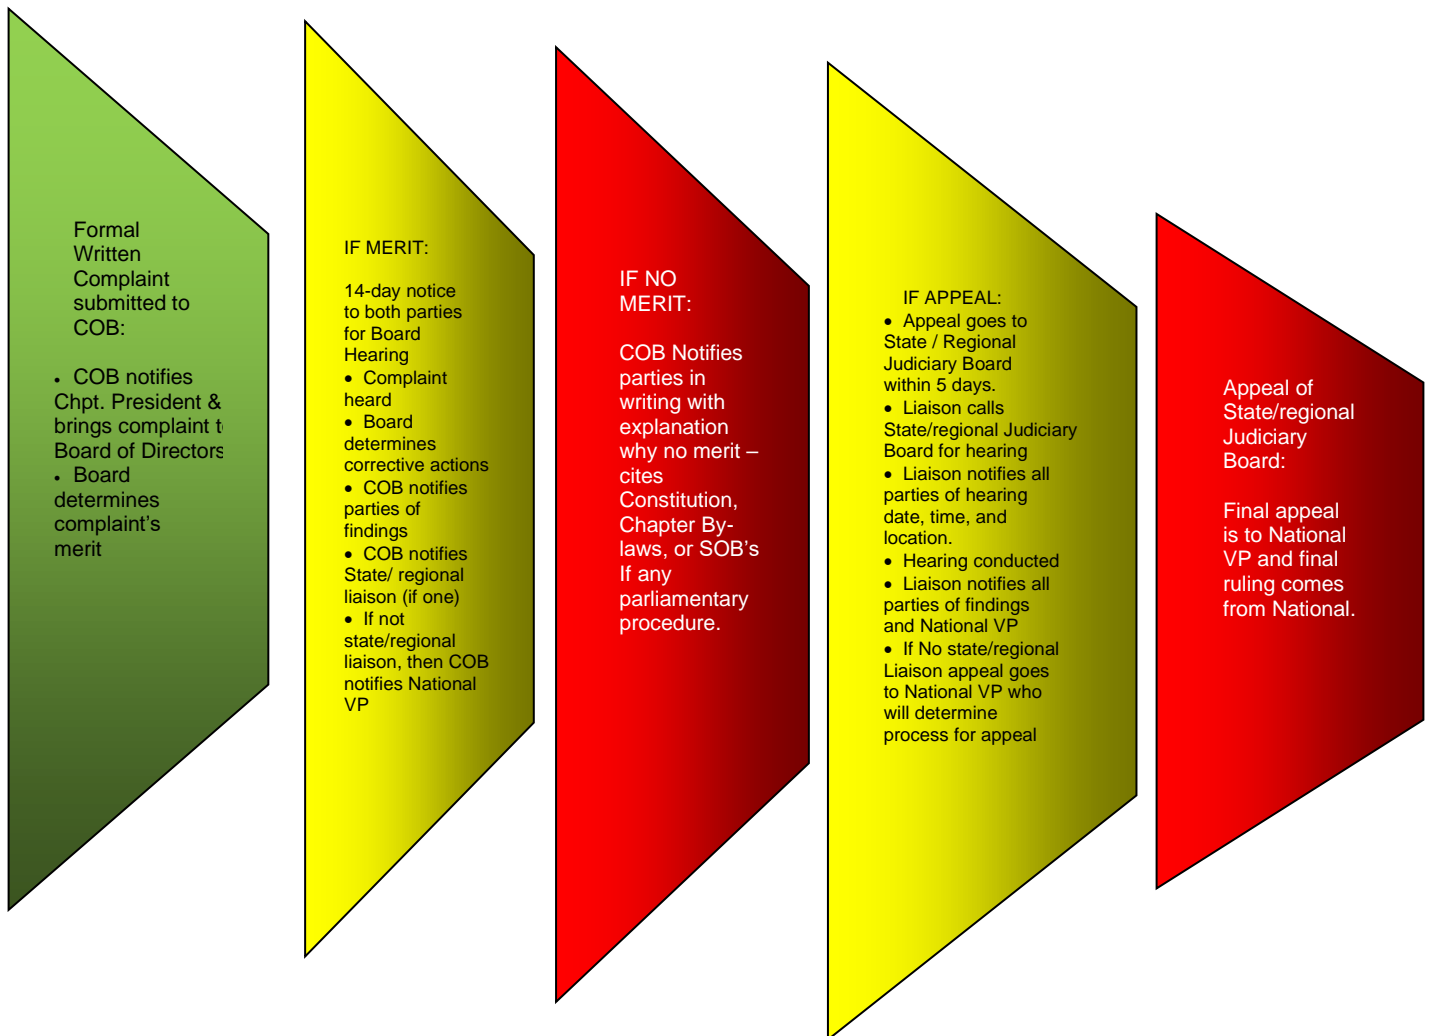 Formal
Written
Complaint
submitted to
COB:
• COB notifies
Chpt. President &
brings complaint t
Board of Directors
• Board
determines
complaint's
merit
IF MERIT:
14-day notice
to both parties
for Board
Hearing
• Complaint
heard
• Board
determines
corrective actions
• COB notifies
parties of
findings
• COB notifies
State/ regional
liaison (if one)
• If not
state/regional
liaison, then COB
notifies National
VP
IF NO
MERIT:
COB Notifies
parties in
writing with
explanation
why no merit –
cites
Constitution,
Chapter By-
laws, or SOB's
If any
parliamentary
procedure.
IF APPEAL:
• Appeal goes to
State / Regional
Judiciary Board
within 5 days.
• Liaison calls
State/regional Judiciary
Board for hearing
• Liaison notifies all
parties of hearing
date, time, and
location.
• Hearing conducted
• Liaison notifies all
parties of findings
and National VP
• If No state/regional
Liaison appeal goes
to National VP who
will determine
process for appeal
Appeal of
State/regional
Judiciary
Board:
Final appeal
is to National
VP and final
ruling comes
from National.